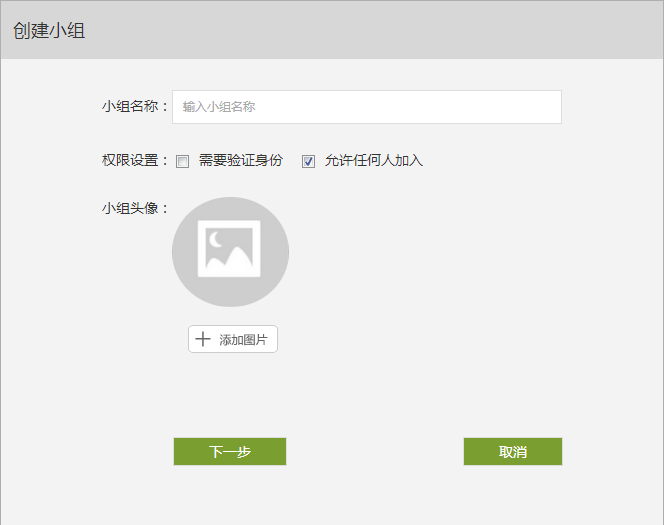 创建小组
小组名称： 输入小组名称
权限设置： 需要验证身份 允许任何人加入
小组头像：
添加图片
下一步 取消